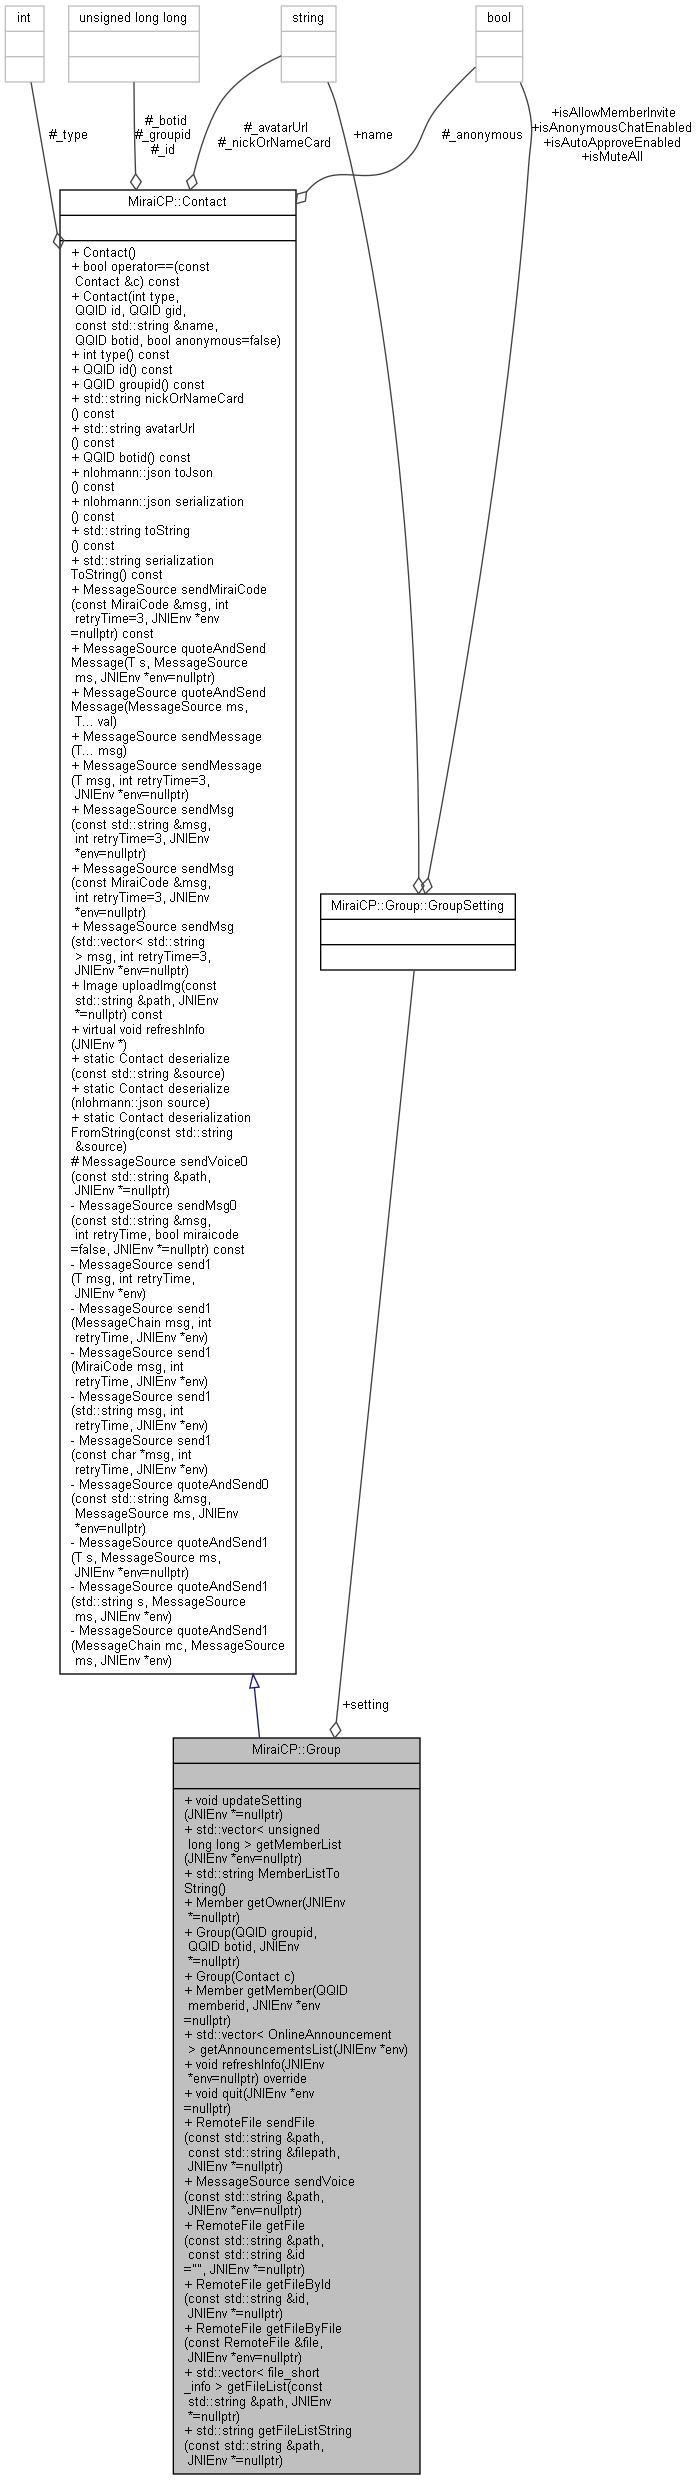 int
unsigned long long
string
bool
#_type
#_botid
#_groupid
#_id
#_avatarUrl
#_nickOrNameCard
+name
#_anonymous
+isAllowMemberInvite
+isAnonymousChatEnabled
+isAutoApproveEnabled
+isMuteAll
MiraiCP::Contact
+ Contact()
+ bool operator==(const
Contact &c) const
+ Contact(int type,
QQID id, QQID gid,
const std::string &name,
QQID botid, bool anonymous=false)
+ int type() const
+ QQID id() const
+ QQID groupid() const
+ std::string nickOrNameCard
() const
+ std::string avatarUrl
() const
+ QQID botid() const
+ nlohmann::json toJson
() const
+ nlohmann::json serialization
() const
+ std::string toString
() const
+ std::string serialization
ToString() const
+ MessageSource sendMiraiCode
(const MiraiCode &msg, int
retryTime=3, JNIEnv *env
=nullptr) const
+ MessageSource quoteAndSend
Message(T s, MessageSource
ms, JNIEnv *env=nullptr)
+ MessageSource quoteAndSend
Message(MessageSource ms,
T... val)
+ MessageSource sendMessage
(T... msg)
+ MessageSource sendMessage
(T msg, int retryTime=3,
JNIEnv *env=nullptr)
+ MessageSource sendMsg
(const std::string &msg,
int retryTime=3, JNIEnv
*env=nullptr)
+ MessageSource sendMsg
(const MiraiCode &msg,
int retryTime=3, JNIEnv
*env=nullptr)
+ MessageSource sendMsg
(std::vector< std::string
> msg, int retryTime=3,
JNIEnv *env=nullptr)
+ Image uploadImg(const
std::string &path, JNIEnv
*=nullptr) const
+ virtual void refreshInfo
(JNIEnv *)
+ static Contact deserialize
(const std::string &source)
+ static Contact deserialize
(nlohmann::json source)
+ static Contact deserialization
FromString(const std::string
&source)
# MessageSource sendVoice0
(const std::string &path,
JNIEnv *=nullptr)
- MessageSource sendMsg0
(const std::string &msg,
int retryTime, bool miraicode
=false, JNIEnv *=nullptr) const
- MessageSource send1
(T msg, int retryTime,
JNIEnv *env)
- MessageSource send1
(MessageChain msg, int
retryTime, JNIEnv *env)
- MessageSource send1
(MiraiCode msg, int
retryTime, JNIEnv *env)
- MessageSource send1
(std::string msg, int
retryTime, JNIEnv *env)
- MessageSource send1
(const char *msg, int
retryTime, JNIEnv *env)
- MessageSource quoteAndSend0
(const std::string &msg,
MessageSource ms, JNIEnv
*env=nullptr)
- MessageSource quoteAndSend1
(T s, MessageSource ms,
JNIEnv *env=nullptr)
- MessageSource quoteAndSend1
(std::string s, MessageSource
ms, JNIEnv *env)
- MessageSource quoteAndSend1
(MessageChain mc, MessageSource
ms, JNIEnv *env)
MiraiCP::Group::GroupSetting
+setting
MiraiCP::Group
+ void updateSetting
(JNIEnv *=nullptr)
+ std::vector< unsigned
long long > getMemberList
(JNIEnv *env=nullptr)
+ std::string MemberListTo
String()
+ Member getOwner(JNIEnv
*=nullptr)
+ Group(QQID groupid,
QQID botid, JNIEnv
*=nullptr)
+ Group(Contact c)
+ Member getMember(QQID
memberid, JNIEnv *env
=nullptr)
+ std::vector< OnlineAnnouncement
> getAnnouncementsList(JNIEnv *env)
+ void refreshInfo(JNIEnv
*env=nullptr) override
+ void quit(JNIEnv *env
=nullptr)
+ RemoteFile sendFile
(const std::string &path,
const std::string &filepath,
JNIEnv *=nullptr)
+ MessageSource sendVoice
(const std::string &path,
JNIEnv *env=nullptr)
+ RemoteFile getFile
(const std::string &path,
const std::string &id
="", JNIEnv *=nullptr)
+ RemoteFile getFileById
(const std::string &id,
JNIEnv *=nullptr)
+ RemoteFile getFileByFile
(const RemoteFile &file,
JNIEnv *env=nullptr)
+ std::vector< file_short
_info > getFileList(const
std::string &path, JNIEnv
*=nullptr)
+ std::string getFileListString
(const std::string &path,
JNIEnv *=nullptr)